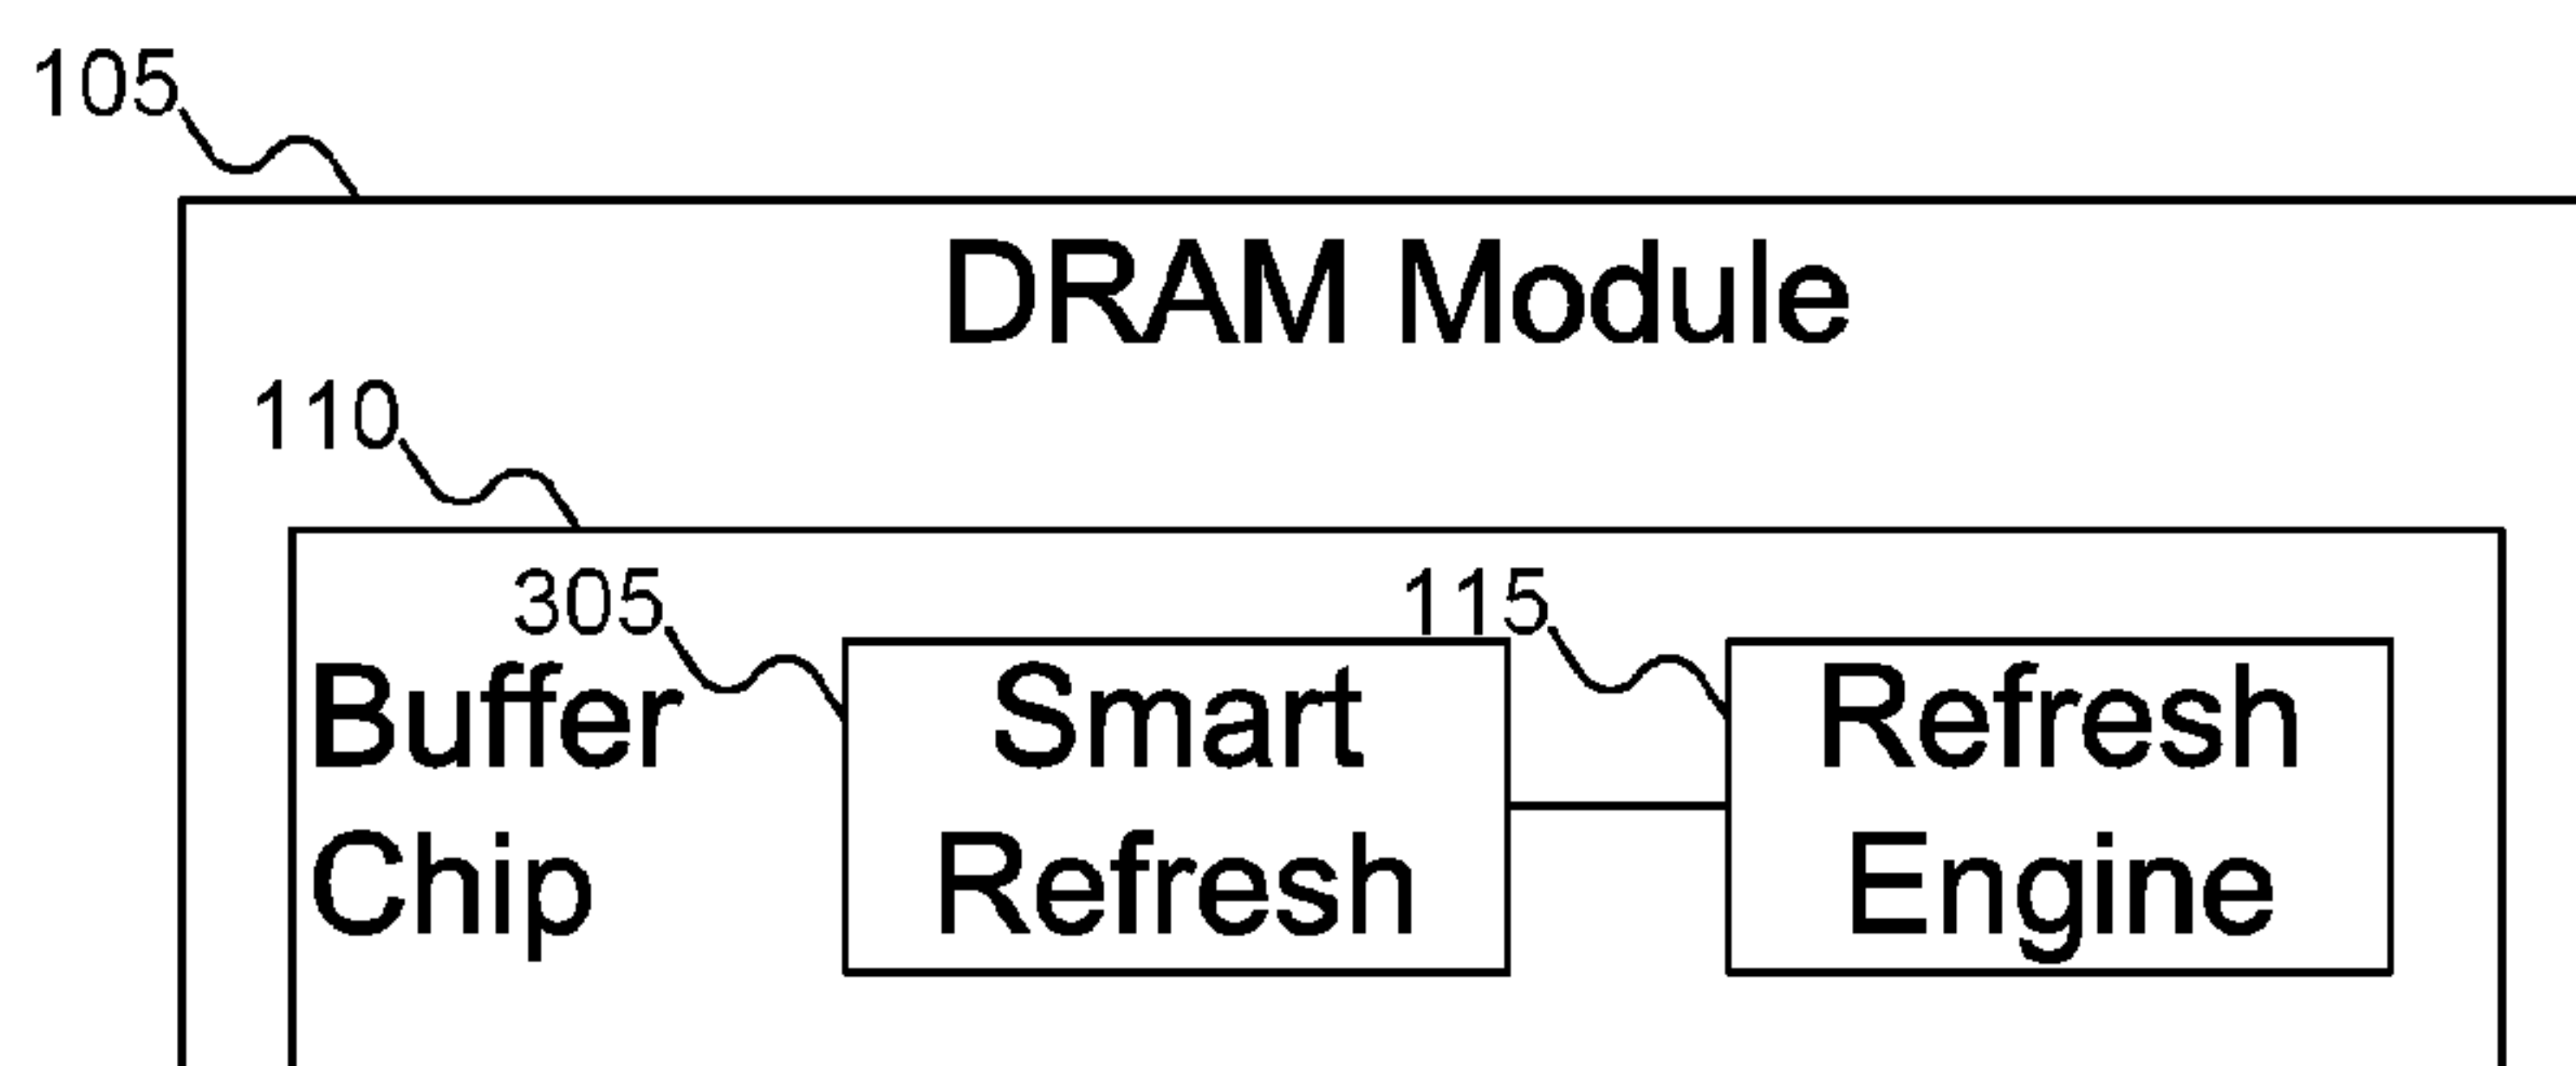 105
DRAM Module
110
305
115
Buffer
Chip
Smart
Refresh
Refresh
Engine